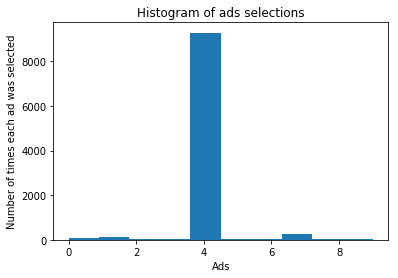 Histogram of ads selections
Number of times each ad was selected
8000
6000
4000
2000
0
0 2 4 6 8
Ads